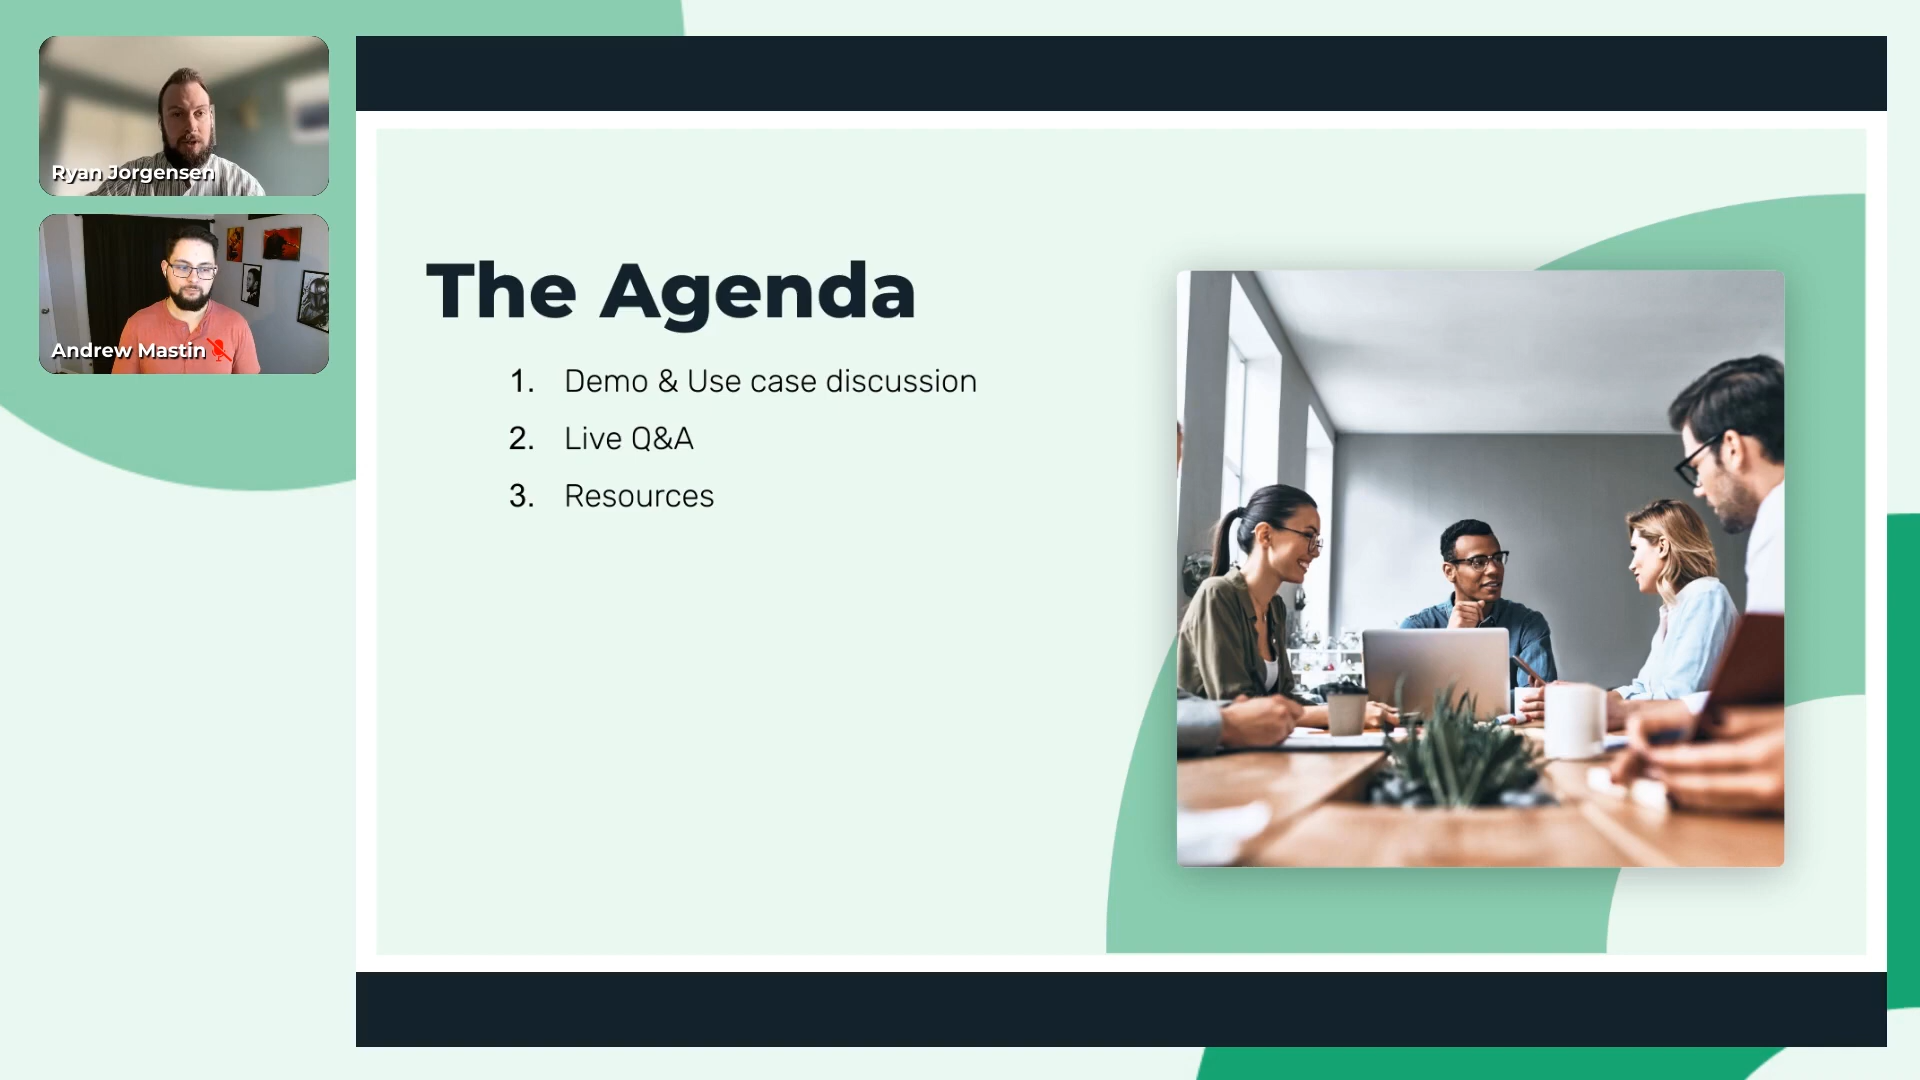 Ryan Jorgensen
Andrew Mastin
The Agenda
1. Demo & Use case discussion
2. Live Q&A
3. Resources